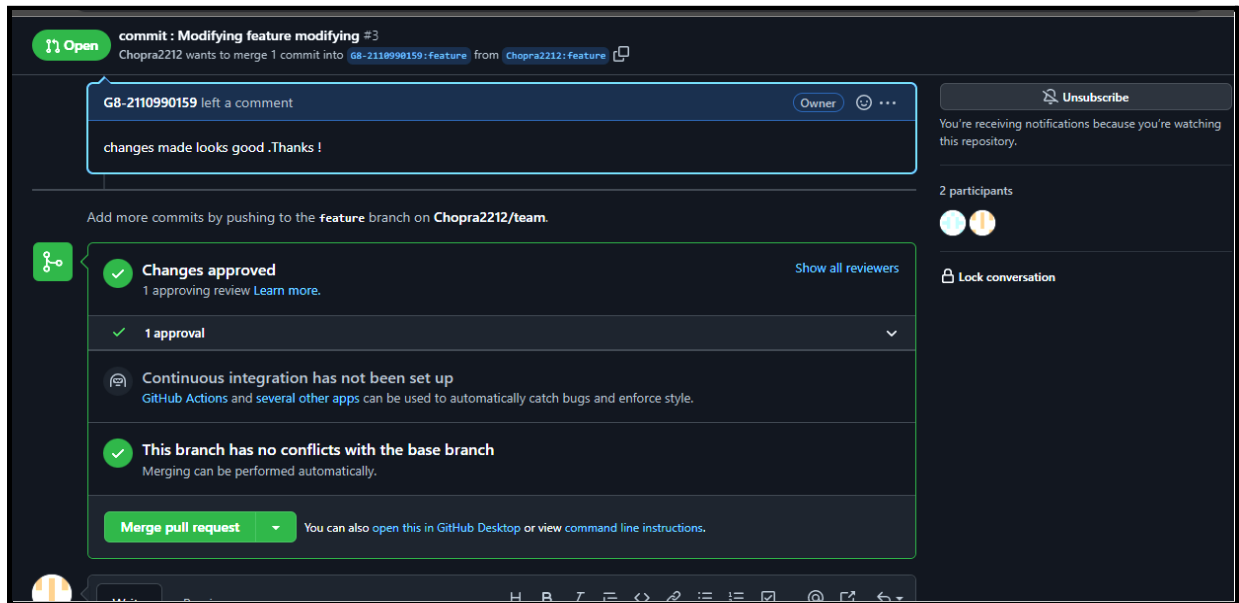 Open
commit : Modifying feature modifying #3
Chopra2212 wants to merge 1 commit into G8-2110990159:feature from Chopra2212:feature
G8-2110990159 left a comment
Owner
changes made looks good .Thanks !
Unsubscribe
You're receiving notifications because you're watching
this repository.
2 participants
Lock conversation
Add more commits by pushing to the feature branch on Chopra2212/team.
Changes approved
Show all reviewers
1 approving review Learn more.
1 approval
Continuous integration has not been set up
GitHub Actions and several other apps can be used to automatically catch bugs and enforce style.
This branch has no conflicts with the base branch
Merging can be performed automatically.
Merge pull request
You can also open this in GitHub Desktop or view command line instructions.